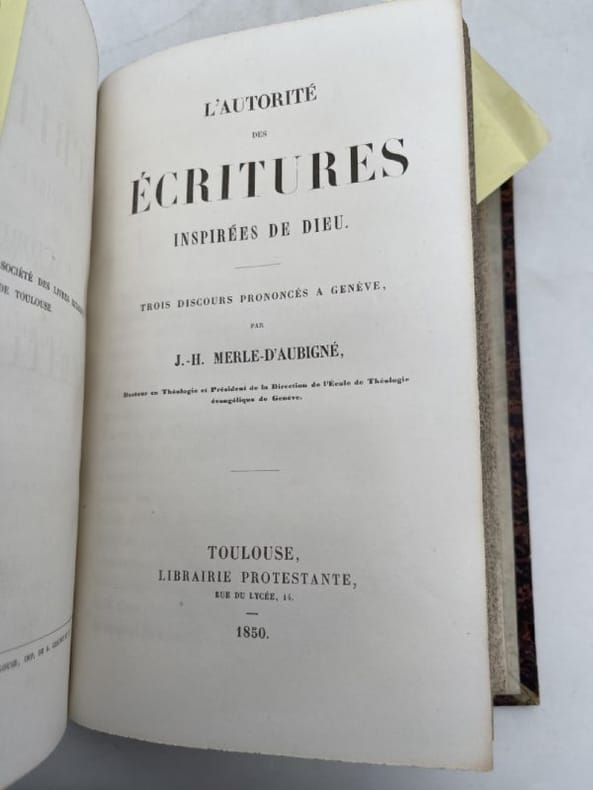 SOCIÉTÉ DES LIVRES
DE TOULOUSE
L'AUTORITÉ
DES
ÉCRITURES
INSPIRÉES DE DIEU.
TROIS DISCOURS PRONONCÉS A GENÈVE,
PAR
J.-H. MERLE-D'AUBIGNÉ,
Docteur en Théologie et Président de la Direction de l'École de Théologie
évangélique de Genève.
TOULOUSE,
LIBRAIRIE PROTESTANTE,
RUE DU LYCÉE, 14.
1850.